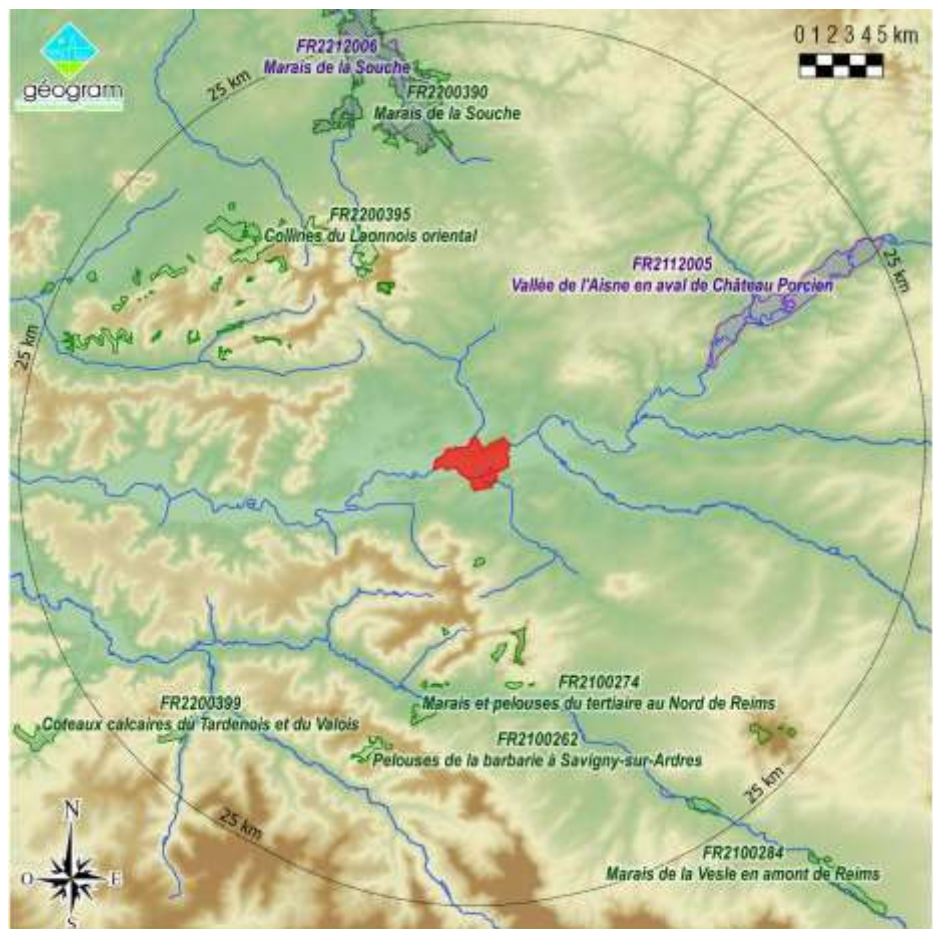 géogram
FR2212006
Marais de la Souche
0 1 2 3 4 5 km
25 km
FR2200390
Marais de la Souche
FR2200395
Collines du Laonnois oriental
FR2112005
Vallée de l'Aisne en aval de Château Porcien
25 km
25 km
FR2100274
Marais et pelouses du tertiaire au Nord de Reims
FR2200399
Coteaux calcaires du Tardenois et du Valois
FR2100262
Pelouses de la barbarie à Savigny-sur-Ardres
25 km
25 km
N
O E
S
FR2100284
Marais de la Vesle en amont de Reims